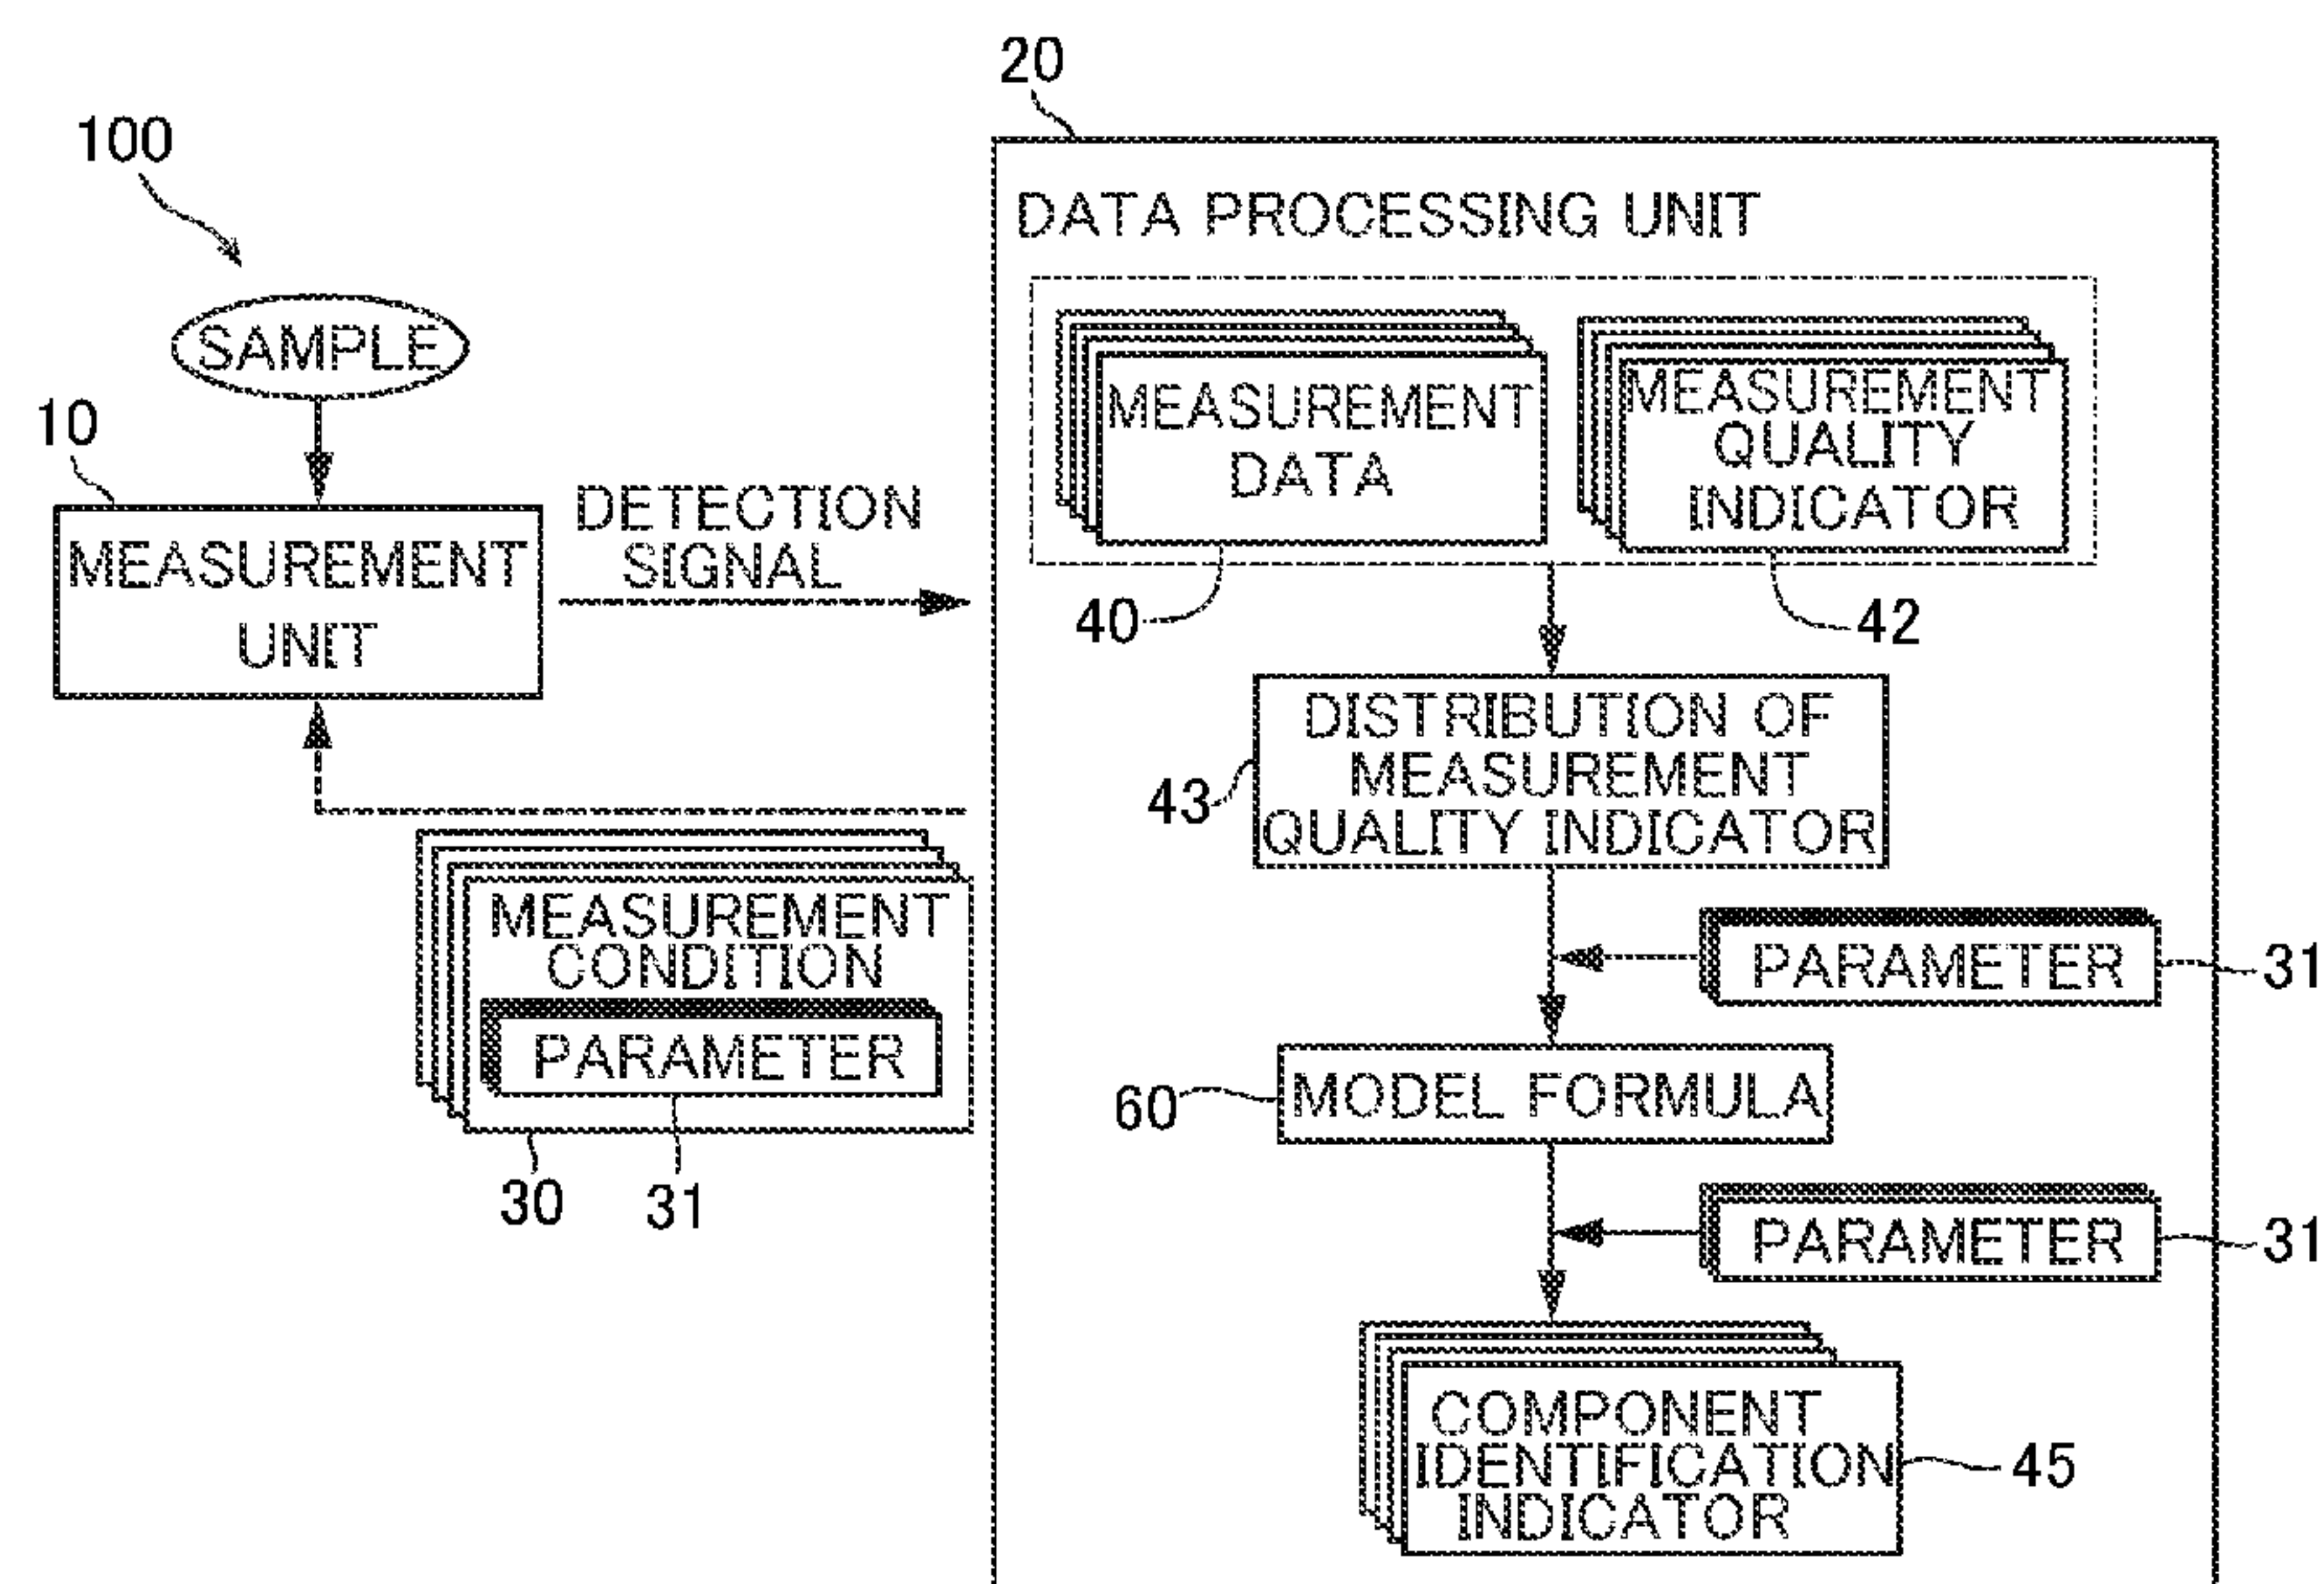 20
100
DATA PROCESSING UNIT
SAMPLE
10
MEASUREMENT
UNIT
DETECTION
SIGNAL
MEASUREMENT
DATA
MEASUREMENT
QUALITY
INDICATOR
40
42
DISTRIBUTION OF
MEASUREMENT
QUALITY INDICATOR
43
MEASUREMENT
CONDITION
PARAMETER
30
31
PARAMETER
31
MODEL FORMULA
60
PARAMETER
31
COMPONENT
IDENTIFICATION
INDICATOR
45